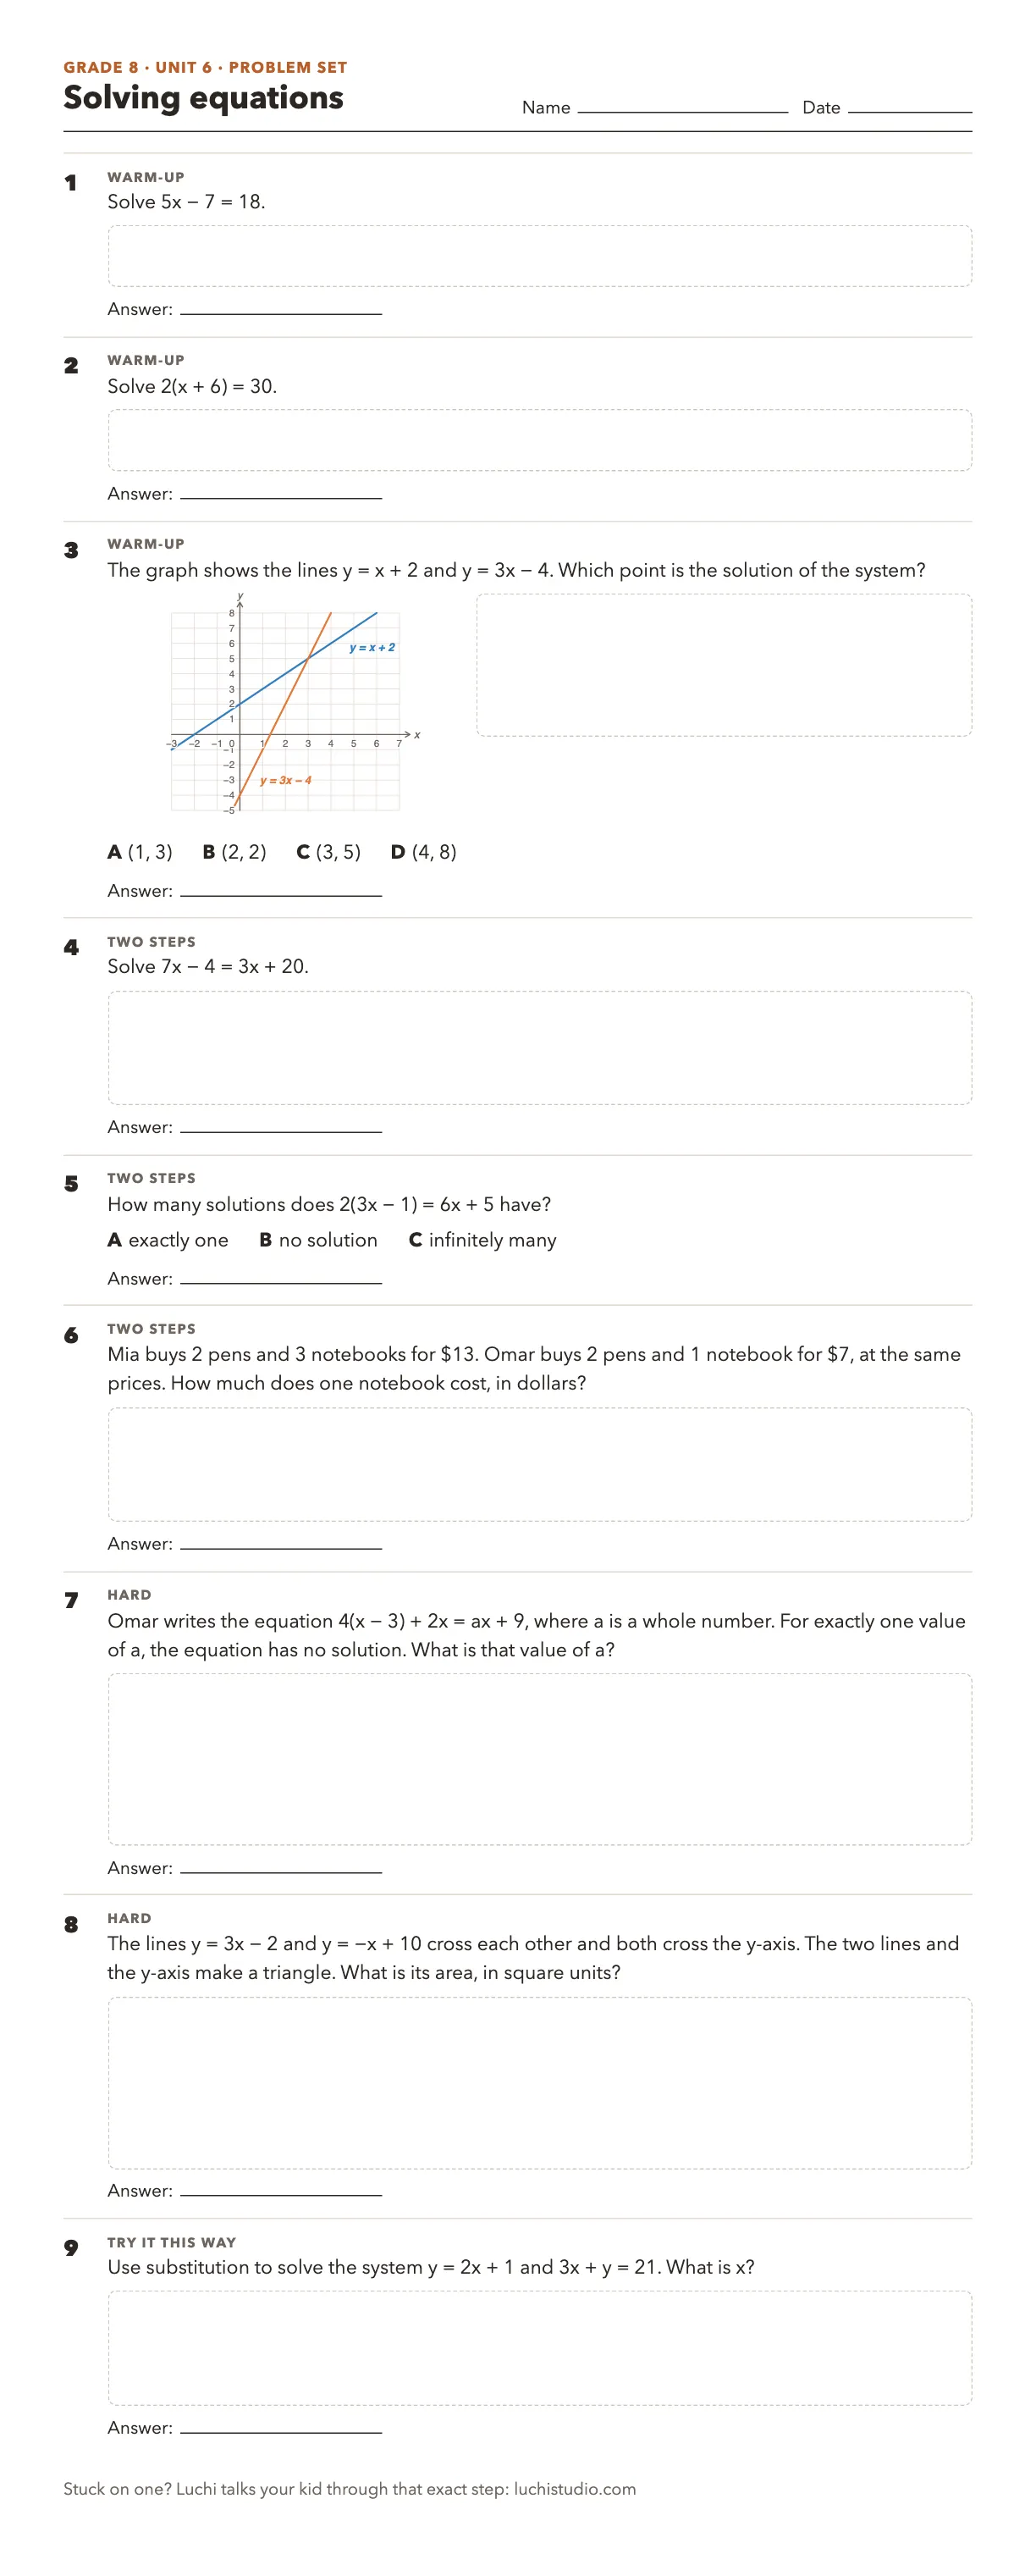 GRADE 8 · UNIT 6 · PROBLEM SET
Solving equations
Name
Date
1
WARM-UP
Solve 5x − 7 = 18.
Answer:
2
WARM-UP
Solve 2(x + 6) = 30.
Answer:
3
WARM-UP
The graph shows the lines y = x + 2 and y = 3x − 4. Which point is the solution of the system?
y
8
7
6
5
4
3
2
1
−3 −2 −1 0 1 2 3 4 5 6 7 x
−1
−2
−3
−4
−5
y = x + 2
y = 3x − 4
A (1, 3) B (2, 2) C (3, 5) D (4, 8)
Answer:
4
TWO STEPS
Solve 7x − 4 = 3x + 20.
Answer:
5
TWO STEPS
How many solutions does 2(3x − 1) = 6x + 5 have?
A exactly one B no solution C infinitely many
Answer:
6
TWO STEPS
Mia buys 2 pens and 3 notebooks for $13. Omar buys 2 pens and 1 notebook for $7, at the same
prices. How much does one notebook cost, in dollars?
Answer:
7
HARD
Omar writes the equation 4(x − 3) + 2x = ax + 9, where a is a whole number. For exactly one value
of a, the equation has no solution. What is that value of a?
Answer:
8
HARD
The lines y = 3x − 2 and y = −x + 10 cross each other and both cross the y-axis. The two lines and
the y-axis make a triangle. What is its area, in square units?
Answer:
9
TRY IT THIS WAY
Use substitution to solve the system y = 2x + 1 and 3x + y = 21. What is x?
Answer:
Stuck on one? Luchi talks your kid through that exact step: luchistudio.com